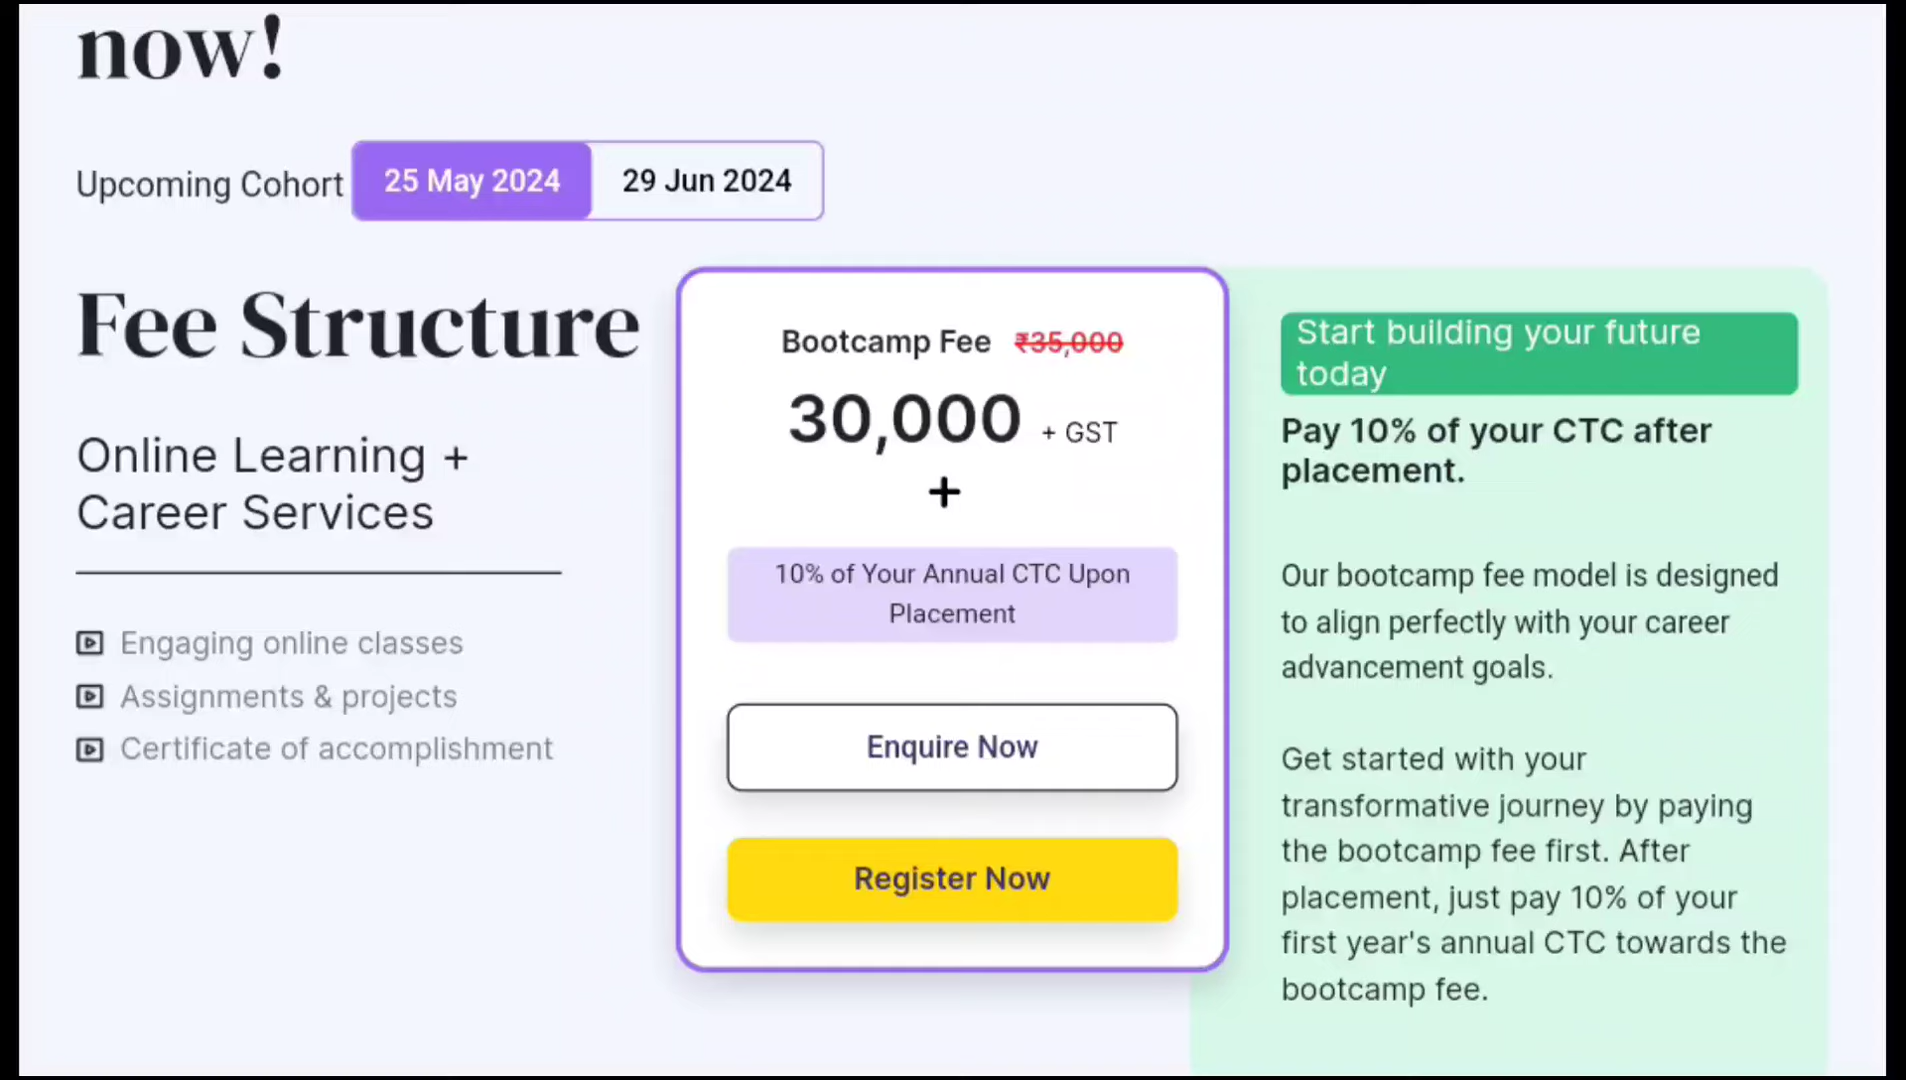 now!
Upcoming Cohort
25 May 2024
29 Jun 2024
Fee Structure
Online Learning +
Career Services
Engaging online classes
Assignments & projects
Certificate of accomplishment
Bootcamp Fee ₹35,000
30,000 + GST
+
10% of Your Annual CTC Upon
Placement
Enquire Now
Register Now
Start building your future
today
Pay 10% of your CTC after
placement.
Our bootcamp fee model is designed
to align perfectly with your career
advancement goals.
Get started with your
transformative journey by paying
the bootcamp fee first. After
placement, just pay 10% of your
first year's annual CTC towards the
bootcamp fee.